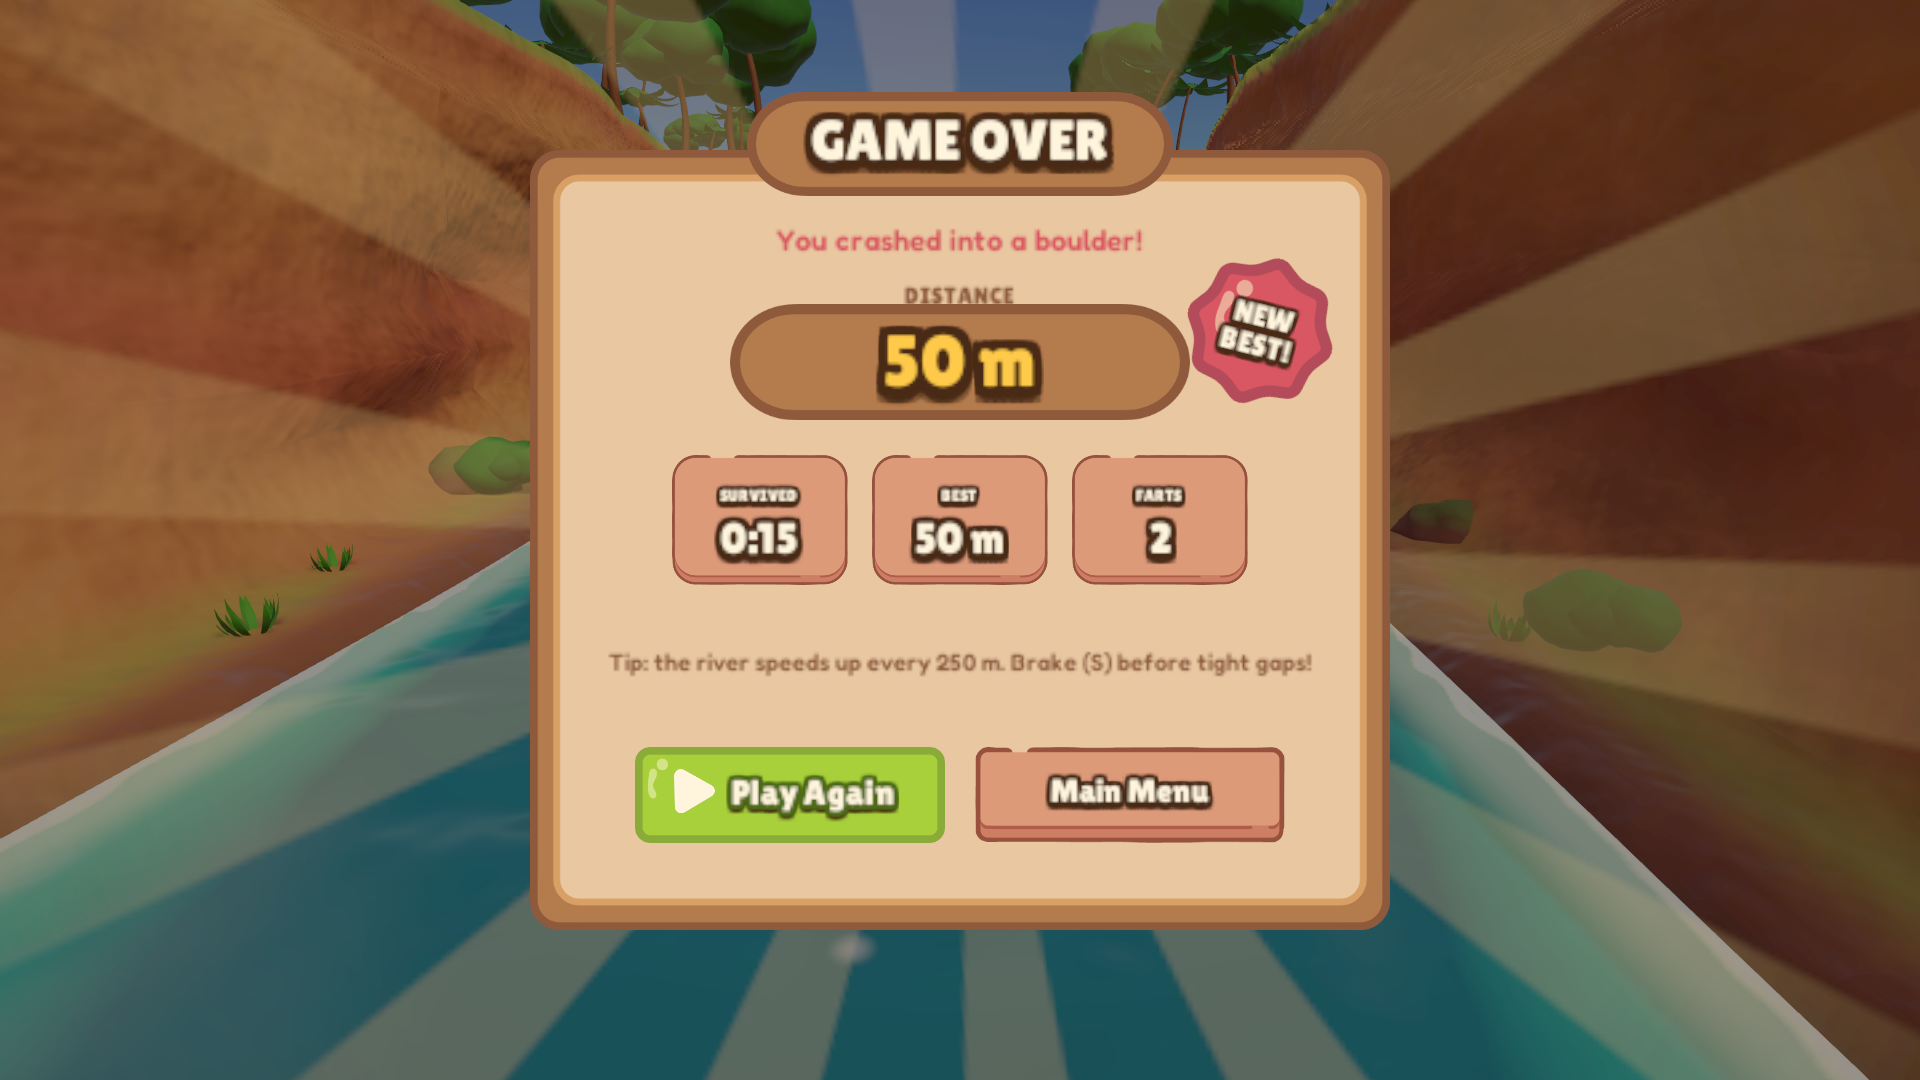 GAME OVER
You crashed into a boulder!
DISTANCE
50 m
NEW
BEST!
SURVIVED
0:15
BEST
50 m
FARTS
2
Tip: the river speeds up every 250 m. Brake (S) before tight gaps!
Play Again
Main Menu